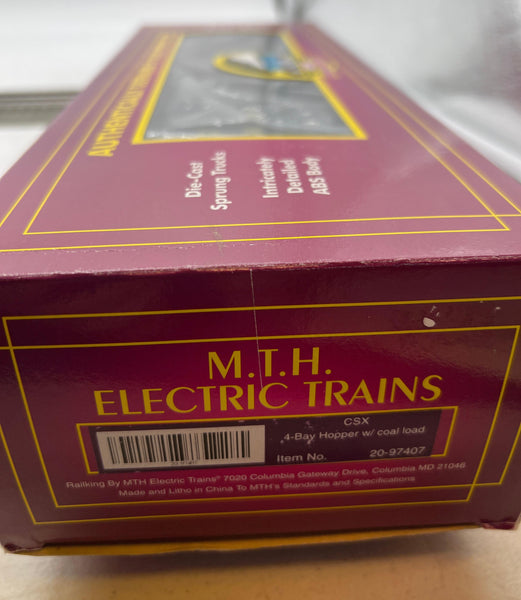 Die-Cast
Sprung Trucks
Intricately
Detailed
ABS Body
M.T.H.
ELECTRIC TRAINS
CSX
4-Bay Hopper w/ coal load
Item No. 20-97407
Railking By MTH Electric Trains® 7020 Columbia Gateway Drive, Columbia MD 21046
Made and Litho in China To MTH's Standards and Specifications